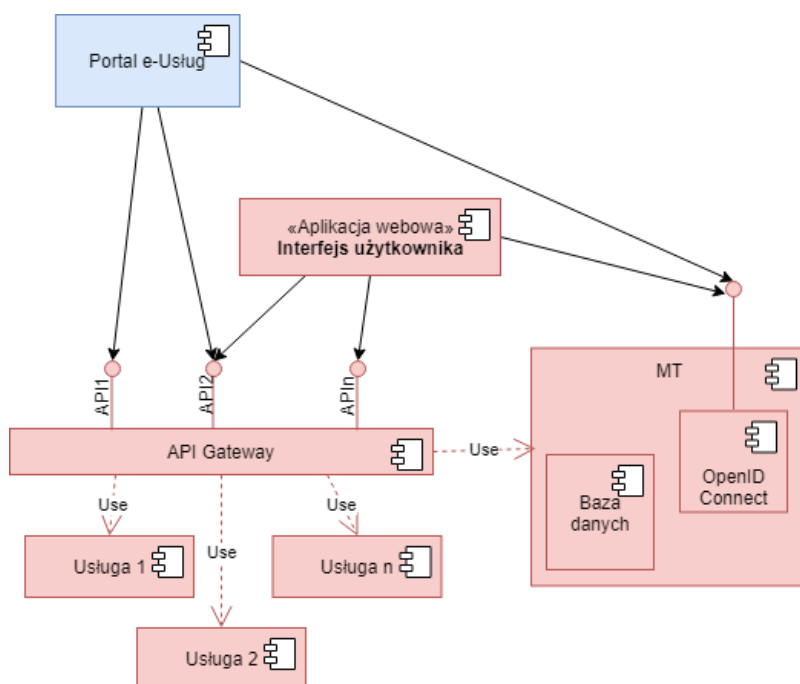 Portal e-Usług
«Aplikacja webowa»
Interfejs użytkownika
API1
API2
APIn
MT
API Gateway
Use
OpenID
Connect
Baza
danych
Use
Use
Use
Usługa 1
Usługa n
Usługa 2